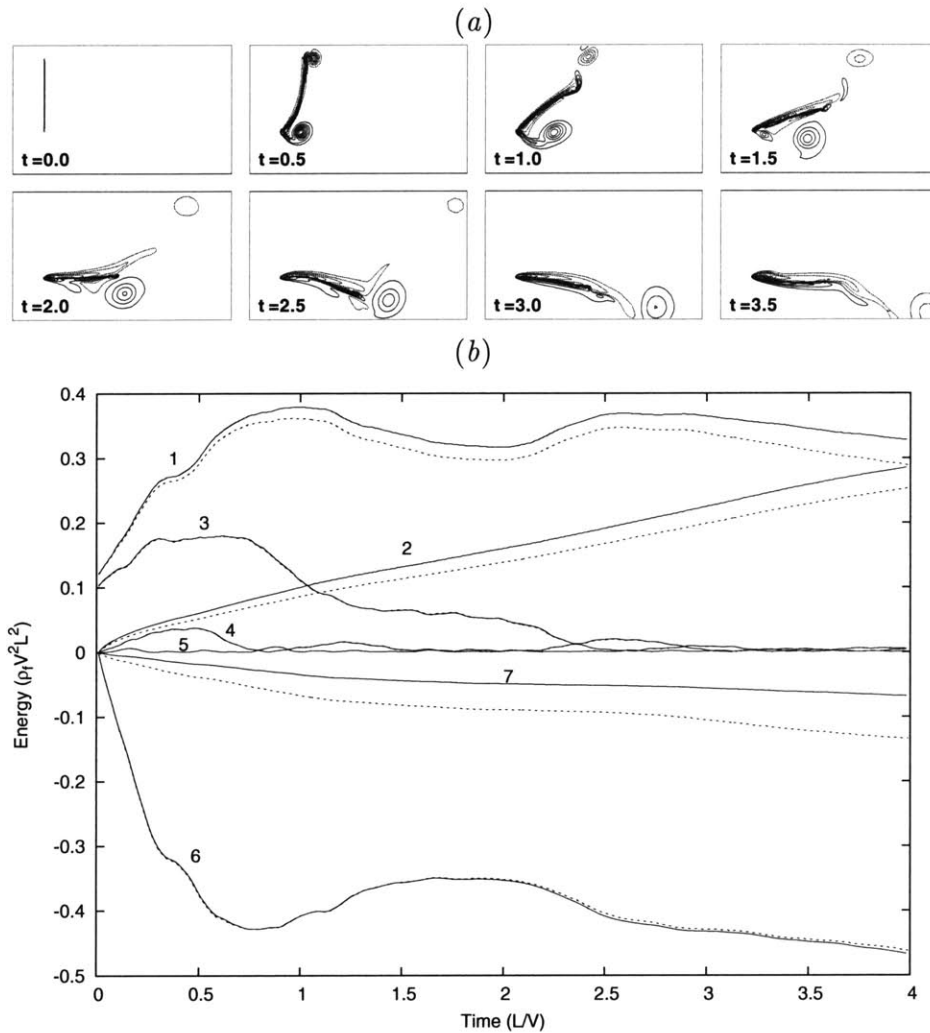 (a)
t=0.0 t=0.5 t=1.0 t=1.5
t=2.0 t=2.5 t=3.0 t=3.5
(b)
0.4
0.3
0.2
0.1
0
-0.1
-0.2
-0.3
-0.4
-0.5
Energy (ρfV²L²)
1
3
2
4
5
7
6
0 0.5 1 1.5 2 2.5 3 3.5 4
Time (L/V)